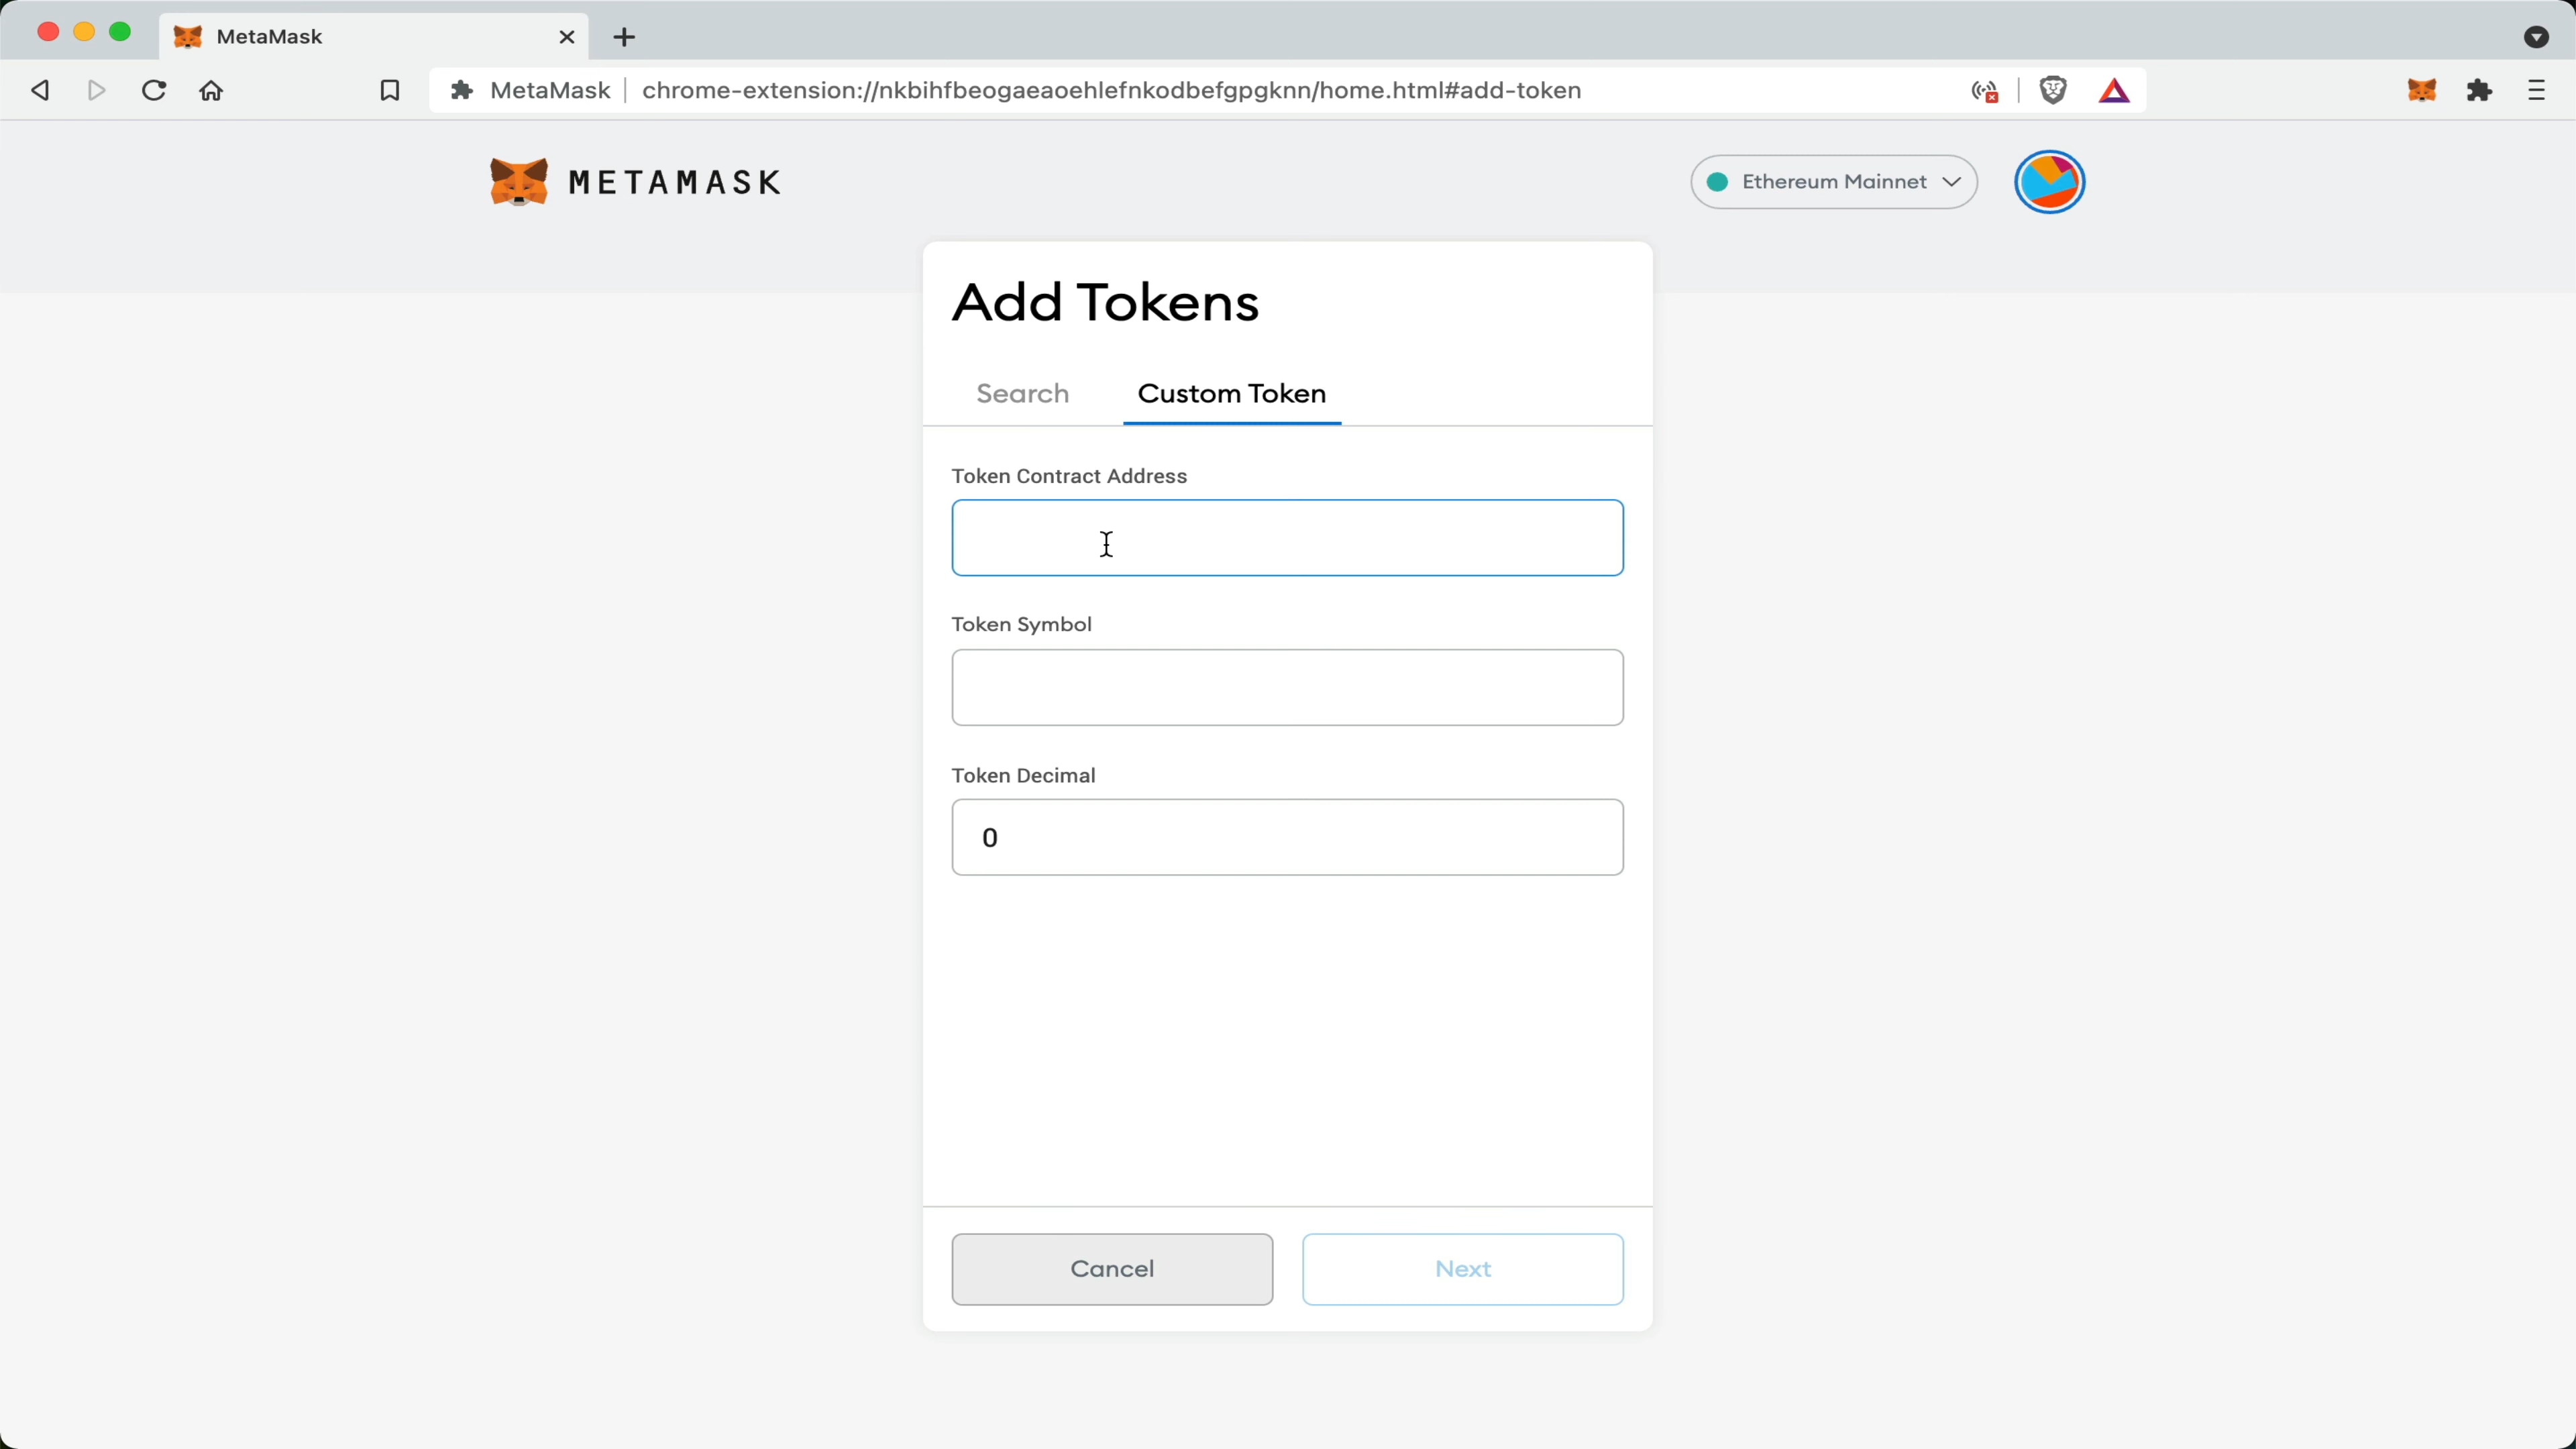 MetaMask
MetaMask | chrome-extension://nkbihfbeogaeaoehlefnkodbefgpgknn/home.html#add-token
METAMASK
Ethereum Mainnet
Add Tokens
Search Custom Token
Token Contract Address
Token Symbol
Token Decimal
0
Cancel Next